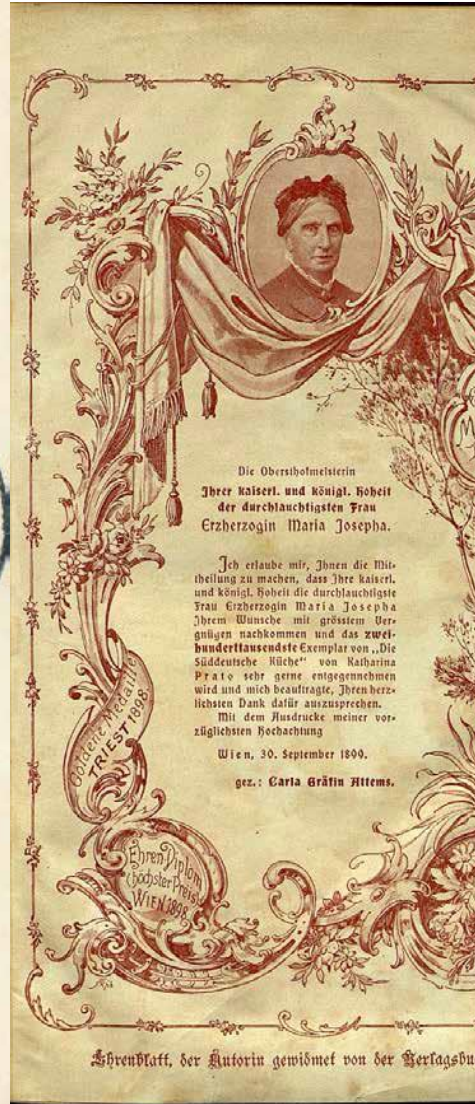 Die Obersthofmeisterin
Ihrer kaiserl. und königl. Hoheit
der durchlauchtigsten Frau
Erzherzogin Maria Josepha.
Ich erlaube mir, Ihnen die Mit-
theilung zu machen, dass Ihre kaiserl.
und königl. Hoheit die durchlauchtigste
Frau Erzherzogin Maria Josepha
Ihrem Wunsche mit grösstem Ver-
gnügen nachkommen und das zwei-
hunderttausendste Exemplar von „Die
Süddeutsche Küche“ von Katharina
Prato sehr gerne entgegennehmen
wird und mich beauftragte, Ihren herz-
lichsten Dank dafür auszusprechen.
Mit dem Ausdrucke meiner vor-
züglichsten Hochachtung
Wien, 30. September 1899.
gez.: Carla Gräfin Attems.
Goldene Medaille
TRIEST 1898.
Ehren-Diplom
(höchster Preis)
WIEN 1898.
Ehrenblatt, der Autorin gewidmet von der Verlagsbu